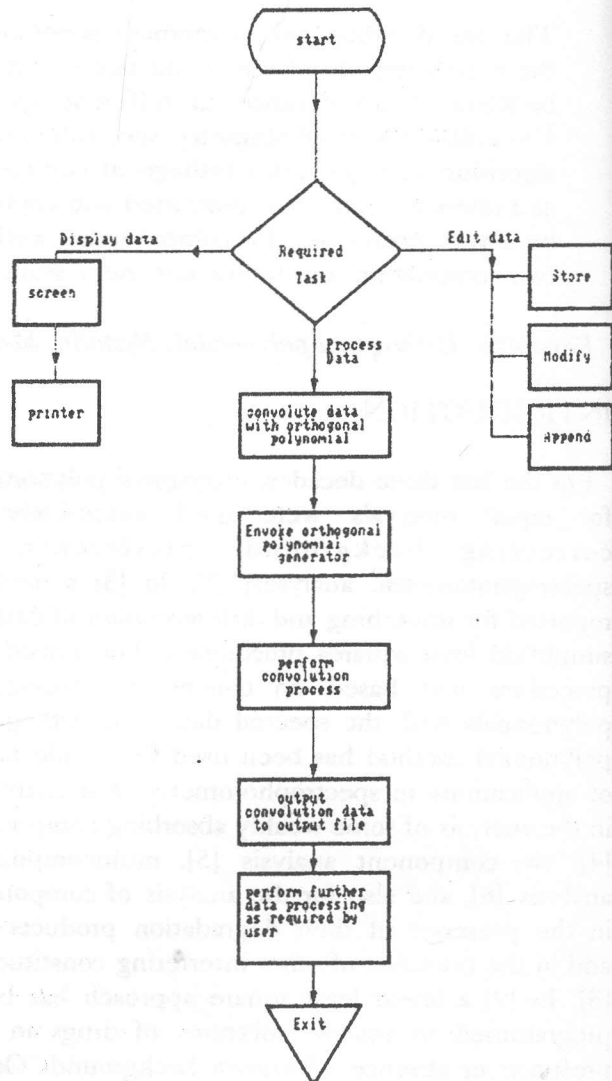 start
Display data
Required
Task
Edit data
screen
Store
Process
Data
Modify
printer
convolute data
with orthogonal
polynomial
Append
Envoke orthogonal
polynomial
generator
perform
convolution
process
output
convolution data
to output file
perform further
data processing
as required by
user
Exit